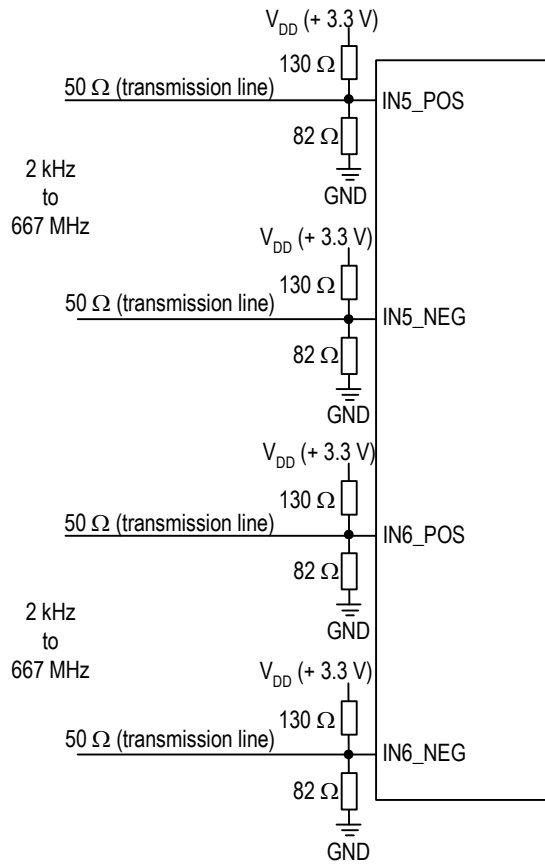 V_DD (+ 3.3 V)
130 Ω
50 Ω (transmission line)
IN5_POS
82 Ω
GND
2 kHz
to
667 MHz
V_DD (+ 3.3 V)
130 Ω
50 Ω (transmission line)
IN5_NEG
82 Ω
GND
V_DD (+ 3.3 V)
130 Ω
50 Ω (transmission line)
IN6_POS
82 Ω
GND
2 kHz
to
667 MHz
V_DD (+ 3.3 V)
130 Ω
50 Ω (transmission line)
IN6_NEG
82 Ω
GND